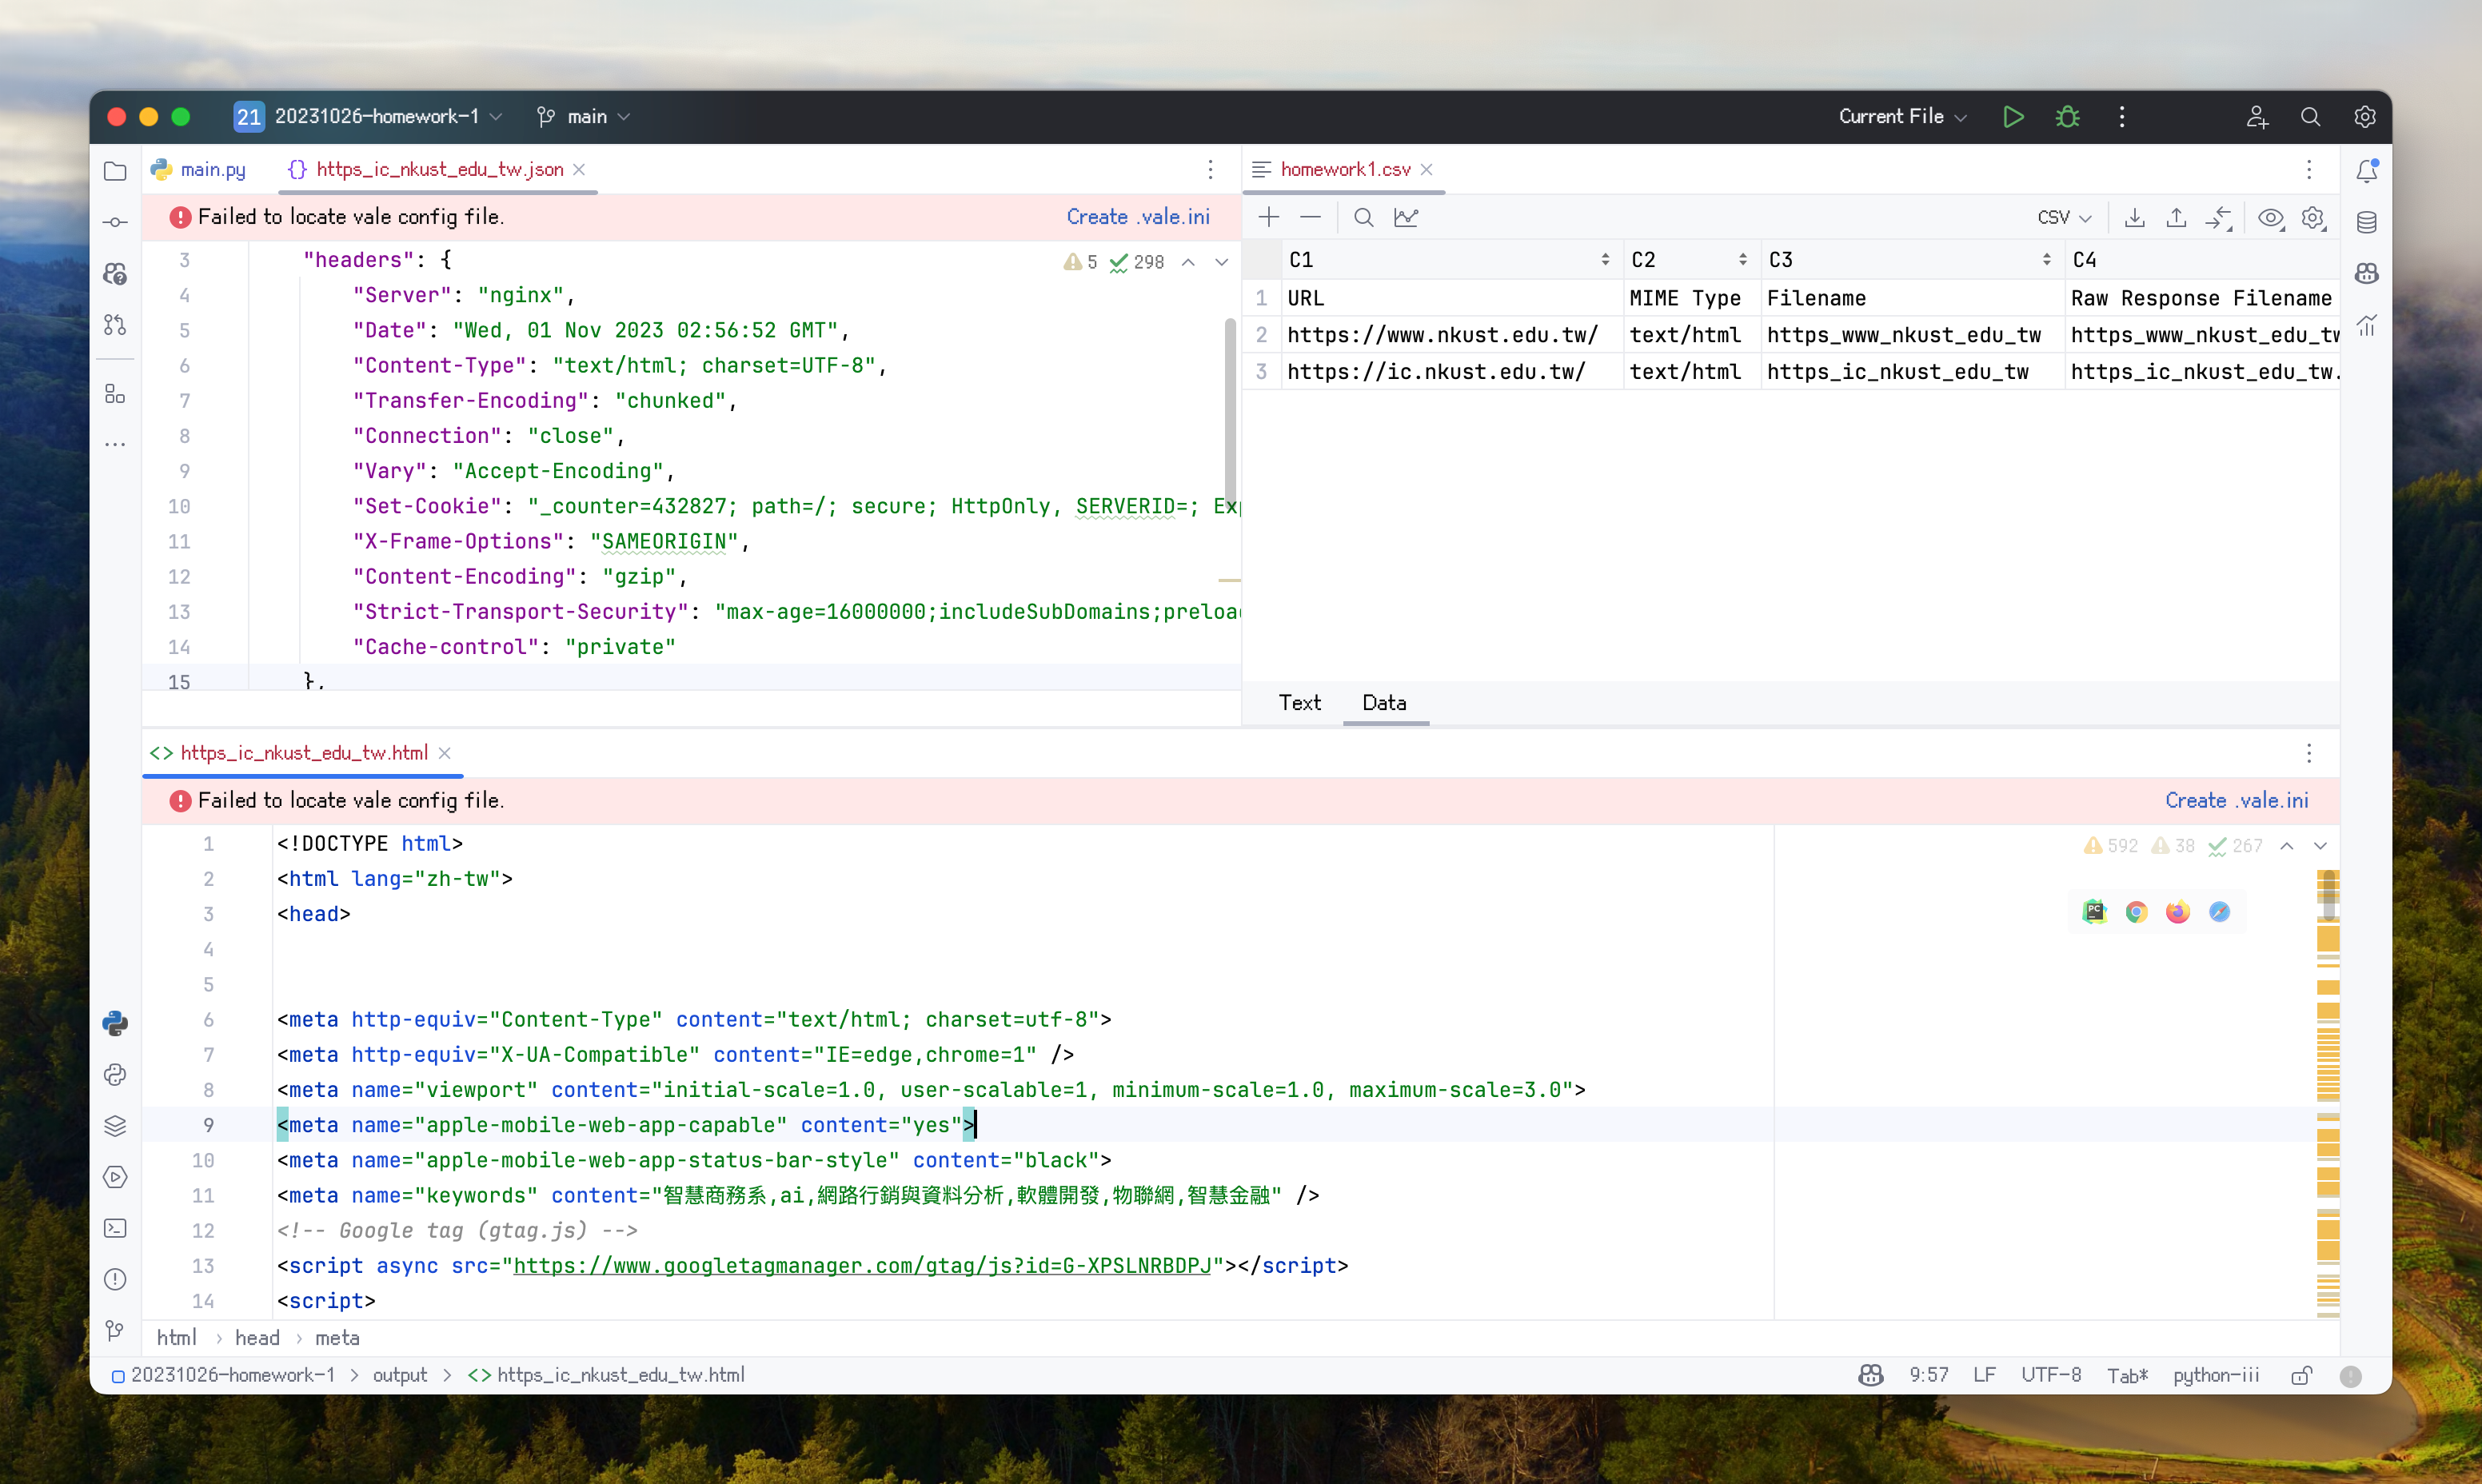 21 20231026-homework-1 main Current File
main.py https_ic_nkust_edu_tw.json
Failed to locate vale config file. Create .vale.ini
5 298
3 "headers": {
4 "Server": "nginx",
5 "Date": "Wed, 01 Nov 2023 02:56:52 GMT",
6 "Content-Type": "text/html; charset=UTF-8",
7 "Transfer-Encoding": "chunked",
8 "Connection": "close",
9 "Vary": "Accept-Encoding",
10 "Set-Cookie": "_counter=432827; path=/; secure; HttpOnly, SERVERID=; Exp
11 "X-Frame-Options": "SAMEORIGIN",
12 "Content-Encoding": "gzip",
13 "Strict-Transport-Security": "max-age=16000000;includeSubDomains;preload
14 "Cache-control": "private"
15 },
homework1.csv
CSV
C1 C2 C3 C4
1 URL MIME Type Filename Raw Response Filename
2 https://www.nkust.edu.tw/ text/html https_www_nkust_edu_tw https_www_nkust_edu_tw
3 https://ic.nkust.edu.tw/ text/html https_ic_nkust_edu_tw https_ic_nkust_edu_tw.
Text Data
<> https_ic_nkust_edu_tw.html
Failed to locate vale config file. Create .vale.ini
592 38 267
1 <!DOCTYPE html>
2 <html lang="zh-tw">
3 <head>
4
5
6 <meta http-equiv="Content-Type" content="text/html; charset=utf-8">
7 <meta http-equiv="X-UA-Compatible" content="IE=edge,chrome=1" />
8 <meta name="viewport" content="initial-scale=1.0, user-scalable=1, minimum-scale=1.0, maximum-scale=3.0">
9 <meta name="apple-mobile-web-app-capable" content="yes">
10 <meta name="apple-mobile-web-app-status-bar-style" content="black">
11 <meta name="keywords" content="智慧商務系,ai,網路行銷與資料分析,軟體開發,物聯網,智慧金融" />
12 <!-- Google tag (gtag.js) -->
13 <script async src="https://www.googletagmanager.com/gtag/js?id=G-XPSLNRBDPJ"></script>
14 <script>
html › head › meta
20231026-homework-1 > output > <> https_ic_nkust_edu_tw.html 9:57 LF UTF-8 Tab* python-iii